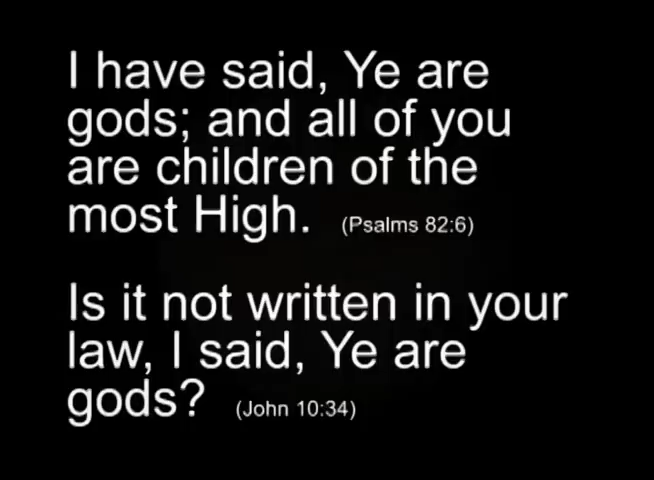 I have said, Ye are
gods; and all of you
are children of the
most High. (Psalms 82:6)
Is it not written in your
law, I said, Ye are
gods? (John 10:34)